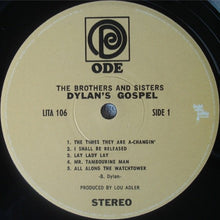 ODE
THE BROTHERS AND SISTERS
DYLAN'S GOSPEL
LITA 106
SIDE 1
1. THE TIMES THEY ARE A-CHANGIN'
2. I SHALL BE RELEASED
3. LAY LADY LAY
4. MR. TAMBOURINE MAN
5. ALL ALONG THE WATCHTOWER
-B. Dylan-
PRODUCED BY LOU ADLER
STEREO